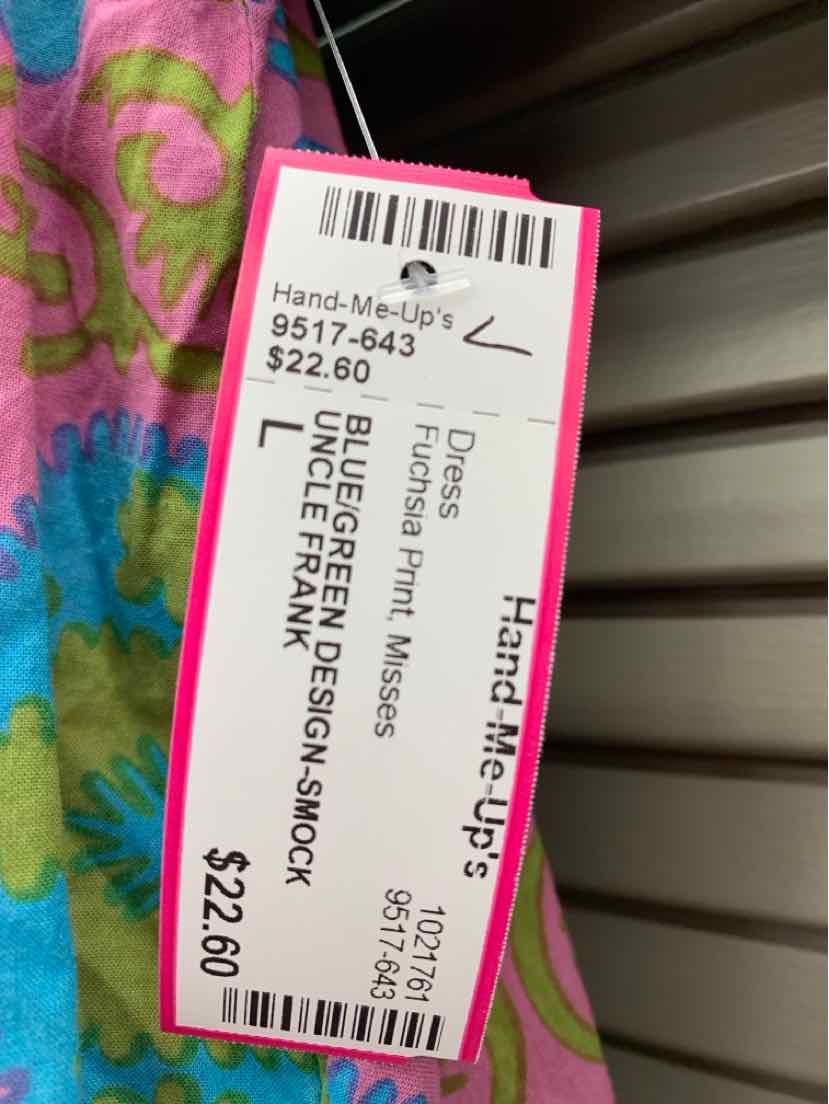 Hand-Me-Up's
9517-643
$22.60
Hand-Me-Up's
1021761
9517-643
Dress
Fuchsia Print, Misses
BLUE/GREEN DESIGN-SMOCK
UNCLE FRANK
L
$22.60